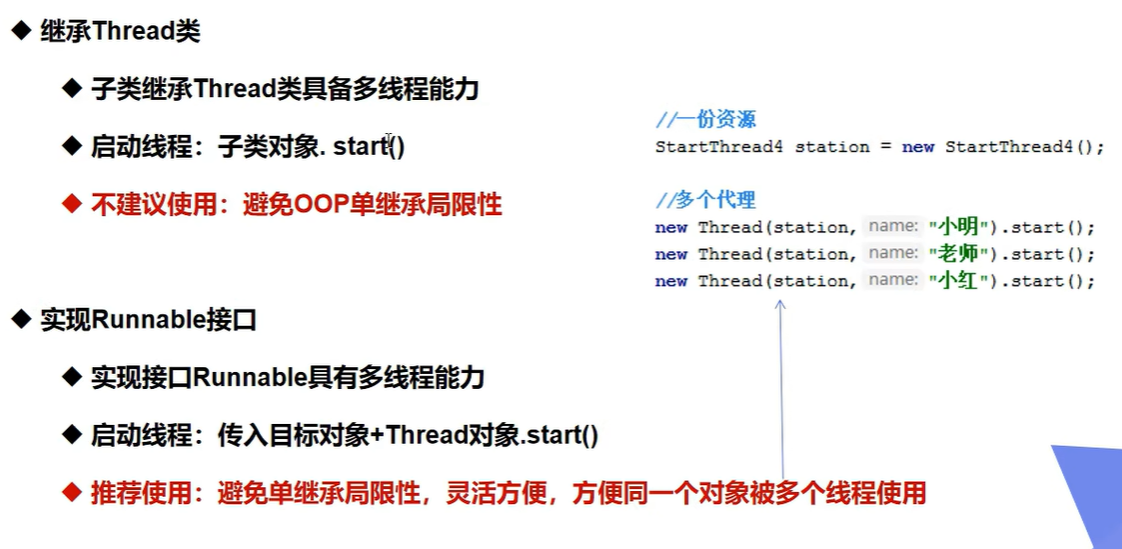 ◆ 继承Thread类
◆ 子类继承Thread类具备多线程能力
◆ 启动线程：子类对象. start()
◆ 不建议使用：避免OOP单继承局限性
◆ 实现Runnable接口
◆ 实现接口Runnable具有多线程能力
◆ 启动线程：传入目标对象+Thread对象.start()
◆ 推荐使用：避免单继承局限性，灵活方便，方便同一个对象被多个线程使用
//一份资源
StartThread4 station = new StartThread4();
//多个代理
new Thread(station, name: "小明").start();
new Thread(station, name: "老师").start();
new Thread(station, name: "小红").start();